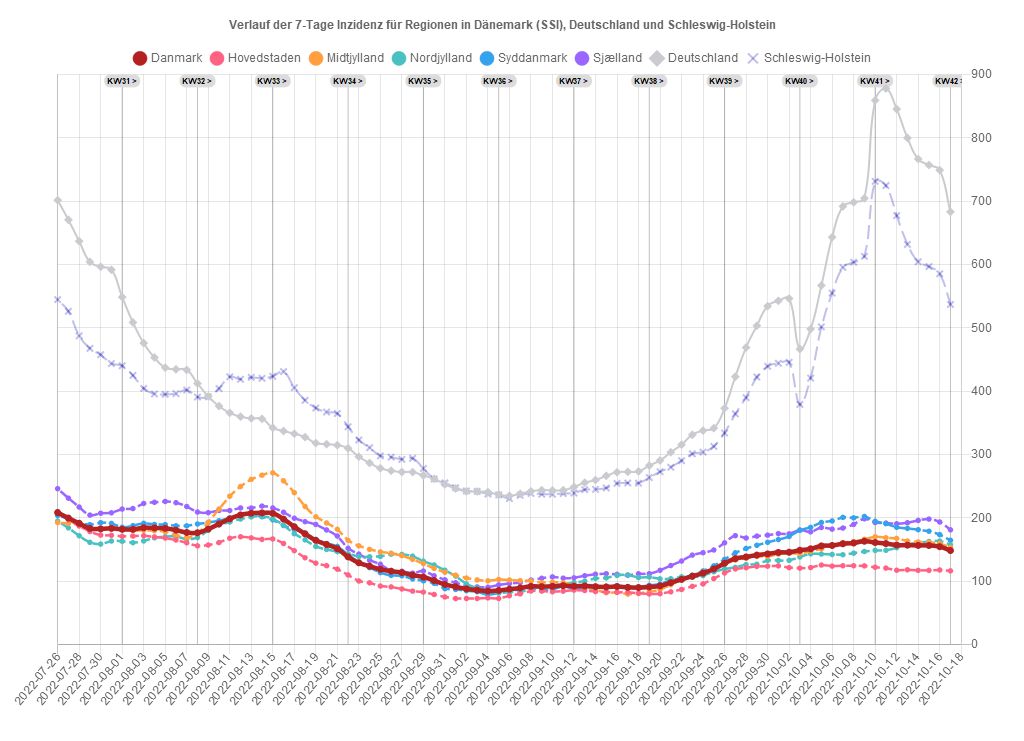 Verlauf der 7-Tage Inzidenz für Regionen in Dänemark (SSI), Deutschland und Schleswig-Holstein
Danmark Hovedstaden Midtjylland Nordjylland Syddanmark Sjælland Deutschland Schleswig-Holstein
KW31 > KW32 > KW33 > KW34 > KW35 > KW36 > KW37 > KW38 > KW39 > KW40 > KW41 > KW42 >
900
800
700
600
500
400
300
200
100
0
2022-07-26 2022-07-28 2022-07-30 2022-08-01 2022-08-03 2022-08-05 2022-08-07 2022-08-09 2022-08-11 2022-08-13 2022-08-15 2022-08-17 2022-08-19 2022-08-21 2022-08-23 2022-08-25 2022-08-27 2022-08-29 2022-08-31 2022-09-02 2022-09-04 2022-09-06 2022-09-08 2022-09-10 2022-09-12 2022-09-14 2022-09-16 2022-09-18 2022-09-20 2022-09-22 2022-09-24 2022-09-26 2022-09-28 2022-09-30 2022-10-02 2022-10-04 2022-10-06 2022-10-08 2022-10-10 2022-10-12 2022-10-14 2022-10-16 2022-10-18